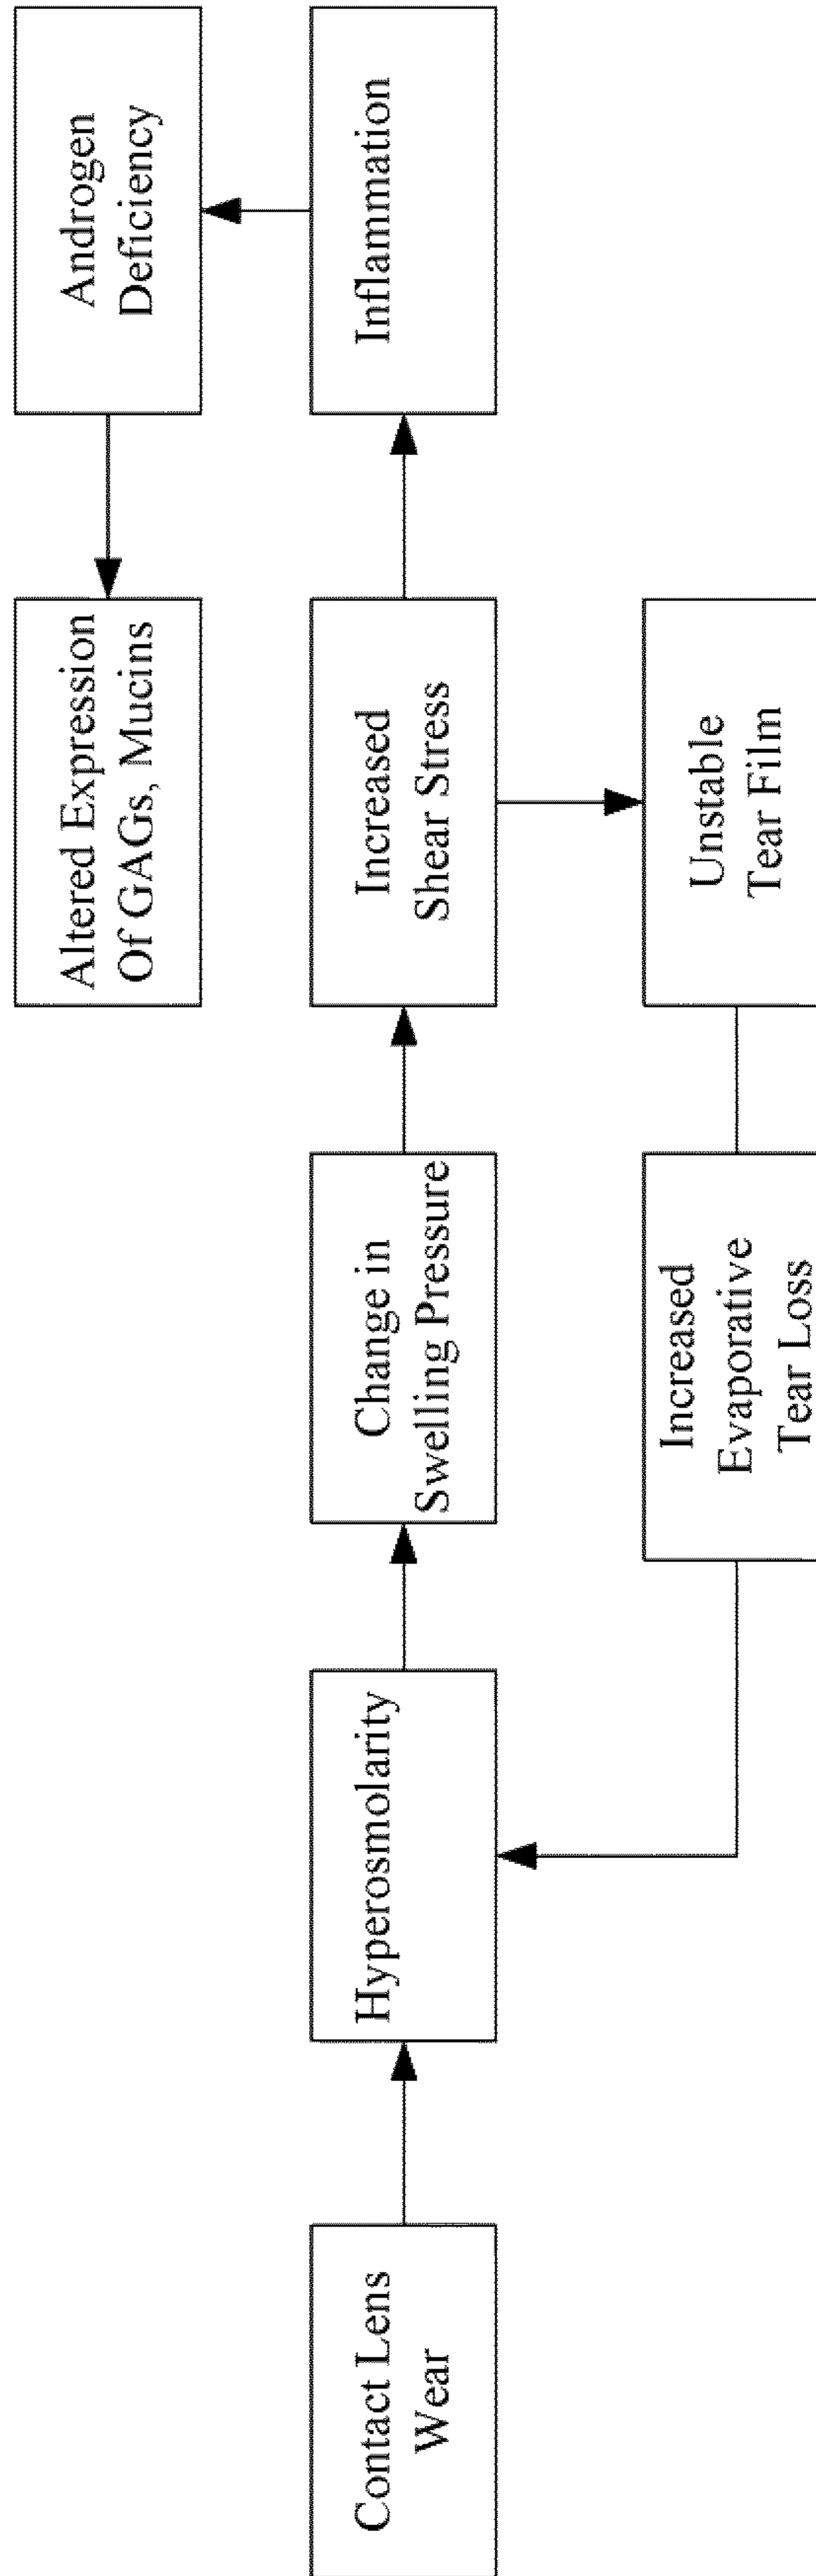 Altered Expression
Of GAGs, Mucins
Androgen
Deficiency
Contact Lens
Wear
Hyperosmolarity
Change in
Swelling Pressure
Increased
Shear Stress
Inflammation
Increased
Evaporative
Tear Loss
Unstable
Tear Film